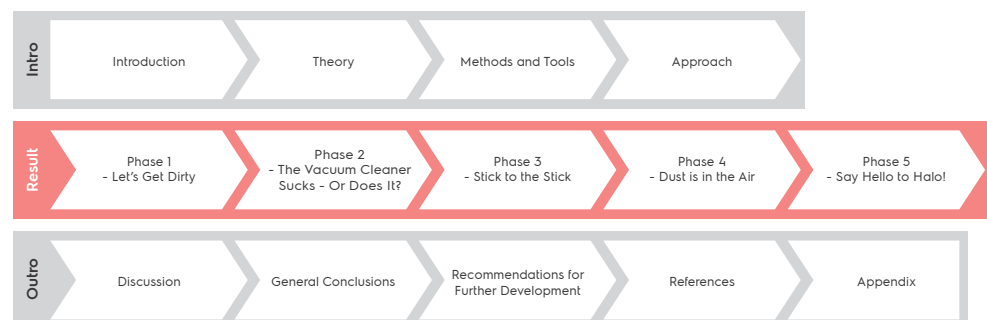 Intro
Introduction
Theory
Methods and Tools
Approach
Result
Phase 1
- Let's Get Dirty
Phase 2
- The Vacuum Cleaner
Sucks - Or Does It?
Phase 3
- Stick to the Stick
Phase 4
- Dust is in the Air
Phase 5
- Say Hello to Halo!
Outro
Discussion
General Conclusions
Recommendations for
Further Development
References
Appendix